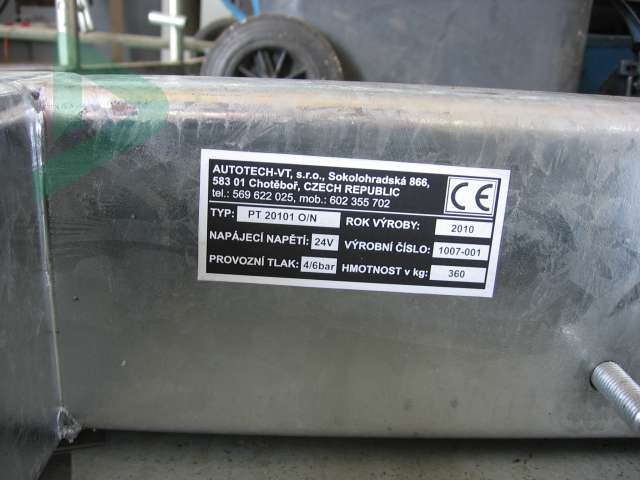 AUTOTECH-VT, s.r.o., Sokolohradská 866,
583 01 Chotěboř, CZECH REPUBLIC
tel.: 569 622 025, mob.: 602 355 702
CE
TYP: PT 20101 O/N ROK VÝROBY: 2010
NAPÁJECÍ NAPĚTÍ: 24V VÝROBNÍ ČÍSLO: 1007-001
PROVOZNÍ TLAK: 4/6bar HMOTNOST v kg: 360